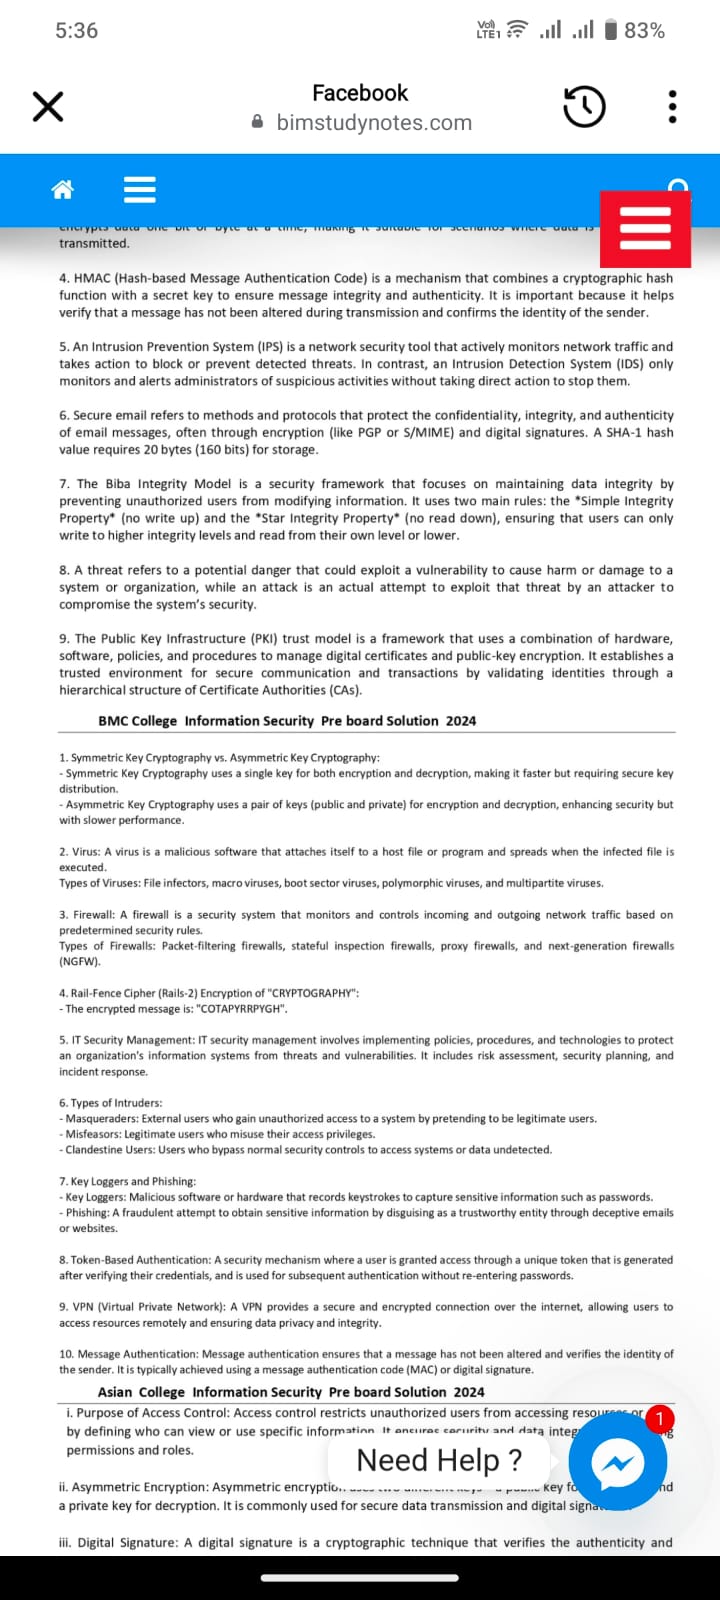 5:36
Vo) LTE1 83%
Facebook
bimstudynotes.com
encrypts data one bit or byte at a time, making it suitable for scenarios where data is
transmitted.
4. HMAC (Hash-based Message Authentication Code) is a mechanism that combines a cryptographic hash
function with a secret key to ensure message integrity and authenticity. It is important because it helps
verify that a message has not been altered during transmission and confirms the identity of the sender.
5. An Intrusion Prevention System (IPS) is a network security tool that actively monitors network traffic and
takes action to block or prevent detected threats. In contrast, an Intrusion Detection System (IDS) only
monitors and alerts administrators of suspicious activities without taking direct action to stop them.
6. Secure email refers to methods and protocols that protect the confidentiality, integrity, and authenticity
of email messages, often through encryption (like PGP or S/MIME) and digital signatures. A SHA-1 hash
value requires 20 bytes (160 bits) for storage.
7. The Biba Integrity Model is a security framework that focuses on maintaining data integrity by
preventing unauthorized users from modifying information. It uses two main rules: the *Simple Integrity
Property* (no write up) and the *Star Integrity Property* (no read down), ensuring that users can only
write to higher integrity levels and read from their own level or lower.
8. A threat refers to a potential danger that could exploit a vulnerability to cause harm or damage to a
system or organization, while an attack is an actual attempt to exploit that threat by an attacker to
compromise the system's security.
9. The Public Key Infrastructure (PKI) trust model is a framework that uses a combination of hardware,
software, policies, and procedures to manage digital certificates and public-key encryption. It establishes a
trusted environment for secure communication and transactions by validating identities through a
hierarchical structure of Certificate Authorities (CAs).
BMC College Information Security Pre board Solution 2024
1. Symmetric Key Cryptography vs. Asymmetric Key Cryptography:
- Symmetric Key Cryptography uses a single key for both encryption and decryption, making it faster but requiring secure key
distribution.
- Asymmetric Key Cryptography uses a pair of keys (public and private) for encryption and decryption, enhancing security but
with slower performance.
2. Virus: A virus is a malicious software that attaches itself to a host file or program and spreads when the infected file is
executed.
Types of Viruses: File infectors, macro viruses, boot sector viruses, polymorphic viruses, and multipartite viruses.
3. Firewall: A firewall is a security system that monitors and controls incoming and outgoing network traffic based on
predetermined security rules.
Types of Firewalls: Packet-filtering firewalls, stateful inspection firewalls, proxy firewalls, and next-generation firewalls
(NGFW).
4. Rail-Fence Cipher (Rails-2) Encryption of "CRYPTOGRAPHY":
- The encrypted message is: "COTAPYRRPYGH".
5. IT Security Management: IT security management involves implementing policies, procedures, and technologies to protect
an organization's information systems from threats and vulnerabilities. It includes risk assessment, security planning, and
incident response.
6. Types of Intruders:
- Masqueraders: External users who gain unauthorized access to a system by pretending to be legitimate users.
- Misfeasors: Legitimate users who misuse their access privileges.
- Clandestine Users: Users who bypass normal security controls to access systems or data undetected.
7. Key Loggers and Phishing:
- Key Loggers: Malicious software or hardware that records keystrokes to capture sensitive information such as passwords.
- Phishing: A fraudulent attempt to obtain sensitive information by disguising as a trustworthy entity through deceptive emails
or websites.
8. Token-Based Authentication: A security mechanism where a user is granted access through a unique token that is generated
after verifying their credentials, and is used for subsequent authentication without re-entering passwords.
9. VPN (Virtual Private Network): A VPN provides a secure and encrypted connection over the internet, allowing users to
access resources remotely and ensuring data privacy and integrity.
10. Message Authentication: Message authentication ensures that a message has not been altered and verifies the identity of
the sender. It is typically achieved using a message authentication code (MAC) or digital signature.
Asian College Information Security Pre board Solution 2024
i. Purpose of Access Control: Access control restricts unauthorized users from accessing resources or
by defining who can view or use specific information. It ensures security and data
permissions and roles.
1
Need Help ?
ii. Asymmetric Encryption: Asymmetric encryption uses two different keys a public key
a private key for decryption. It is commonly used for secure data transmission and digital
iii. Digital Signature: A digital signature is a cryptographic technique that verifies the authenticity and